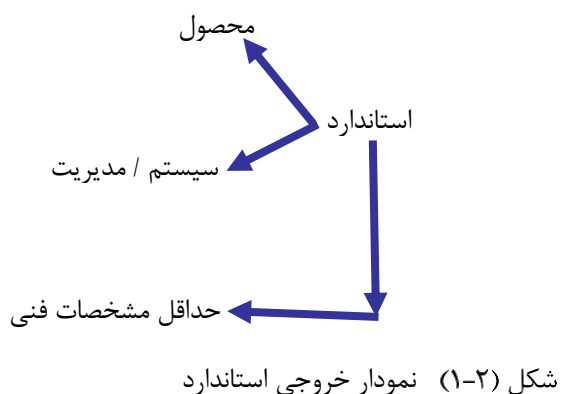 محصول
استاندارد
سیستم / مدیریت
حداقل مشخصات فنی
شکل (۲-۱) نمودار خروجی استاندارد